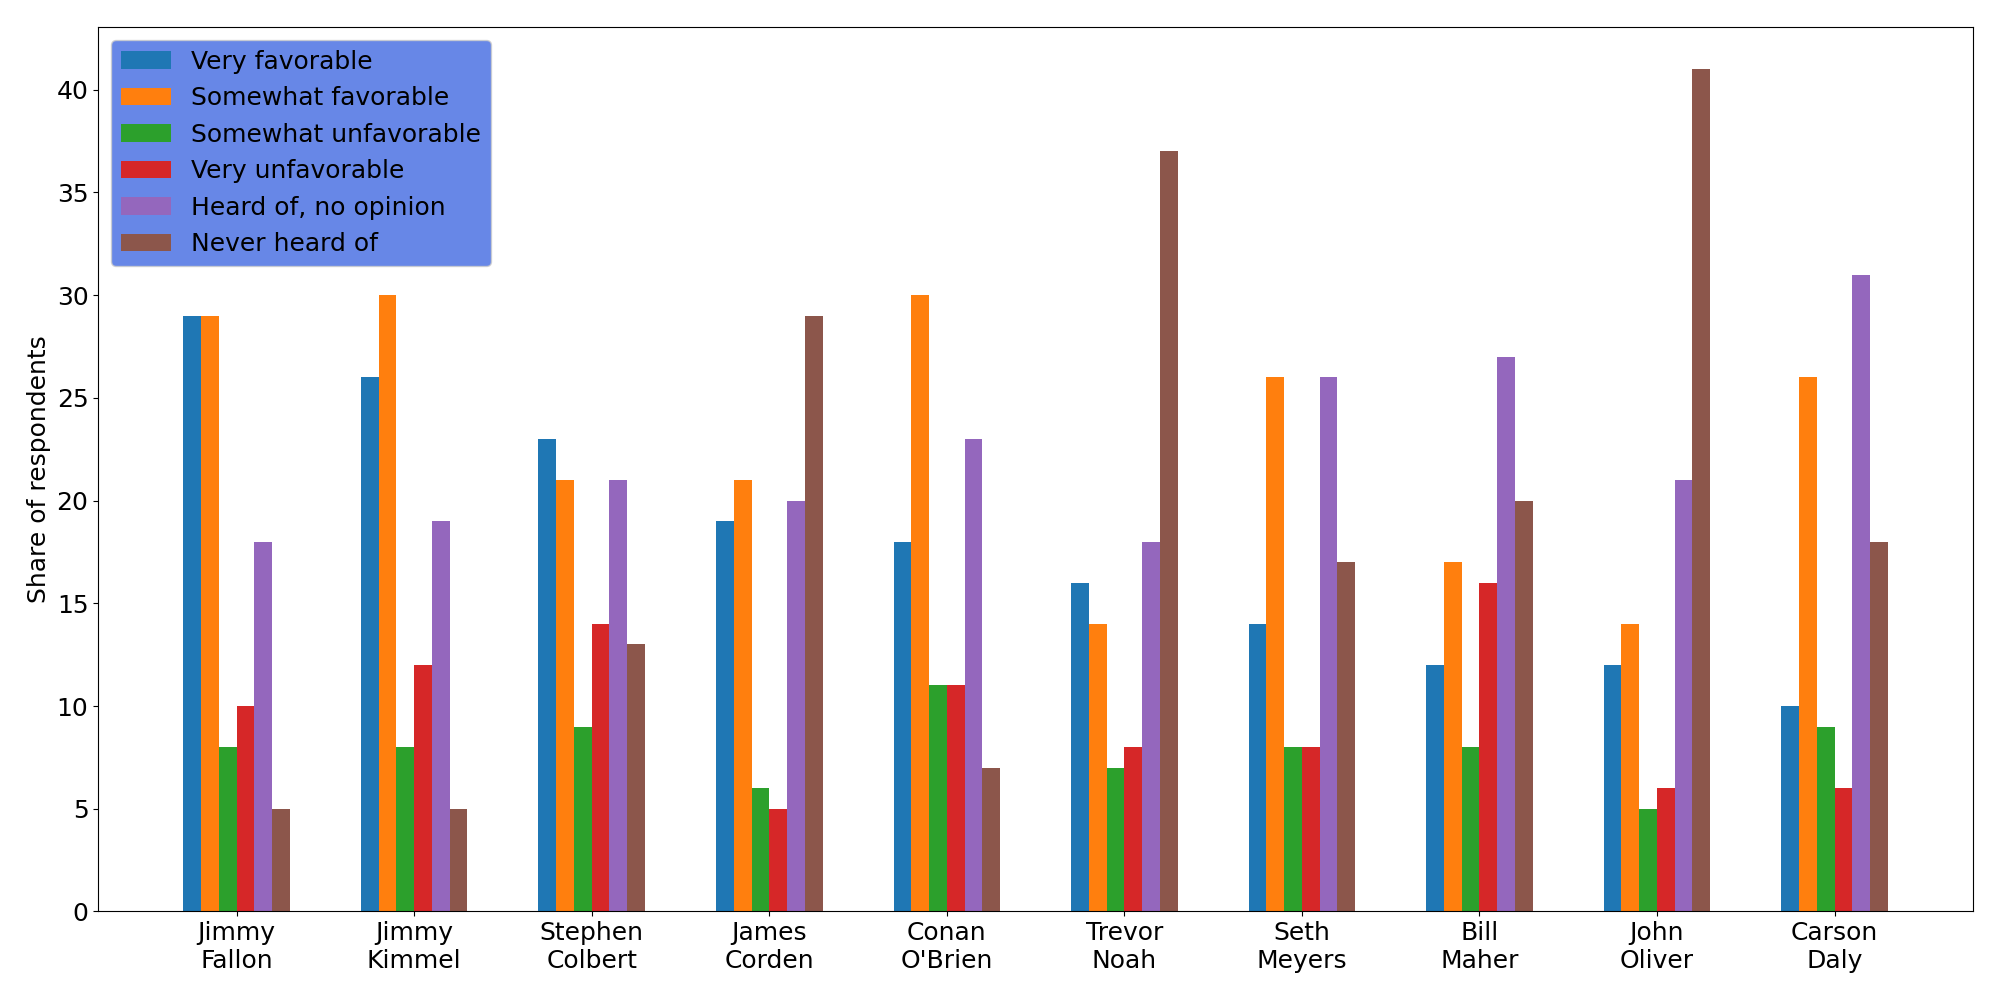 Very favorable
Somewhat favorable
Somewhat unfavorable
Very unfavorable
Heard of, no opinion
Never heard of
Share of respondents
40
35
30
25
20
15
10
5
0
Jimmy
Fallon
Jimmy
Kimmel
Stephen
Colbert
James
Corden
Conan
O'Brien
Trevor
Noah
Seth
Meyers
Bill
Maher
John
Oliver
Carson
Daly